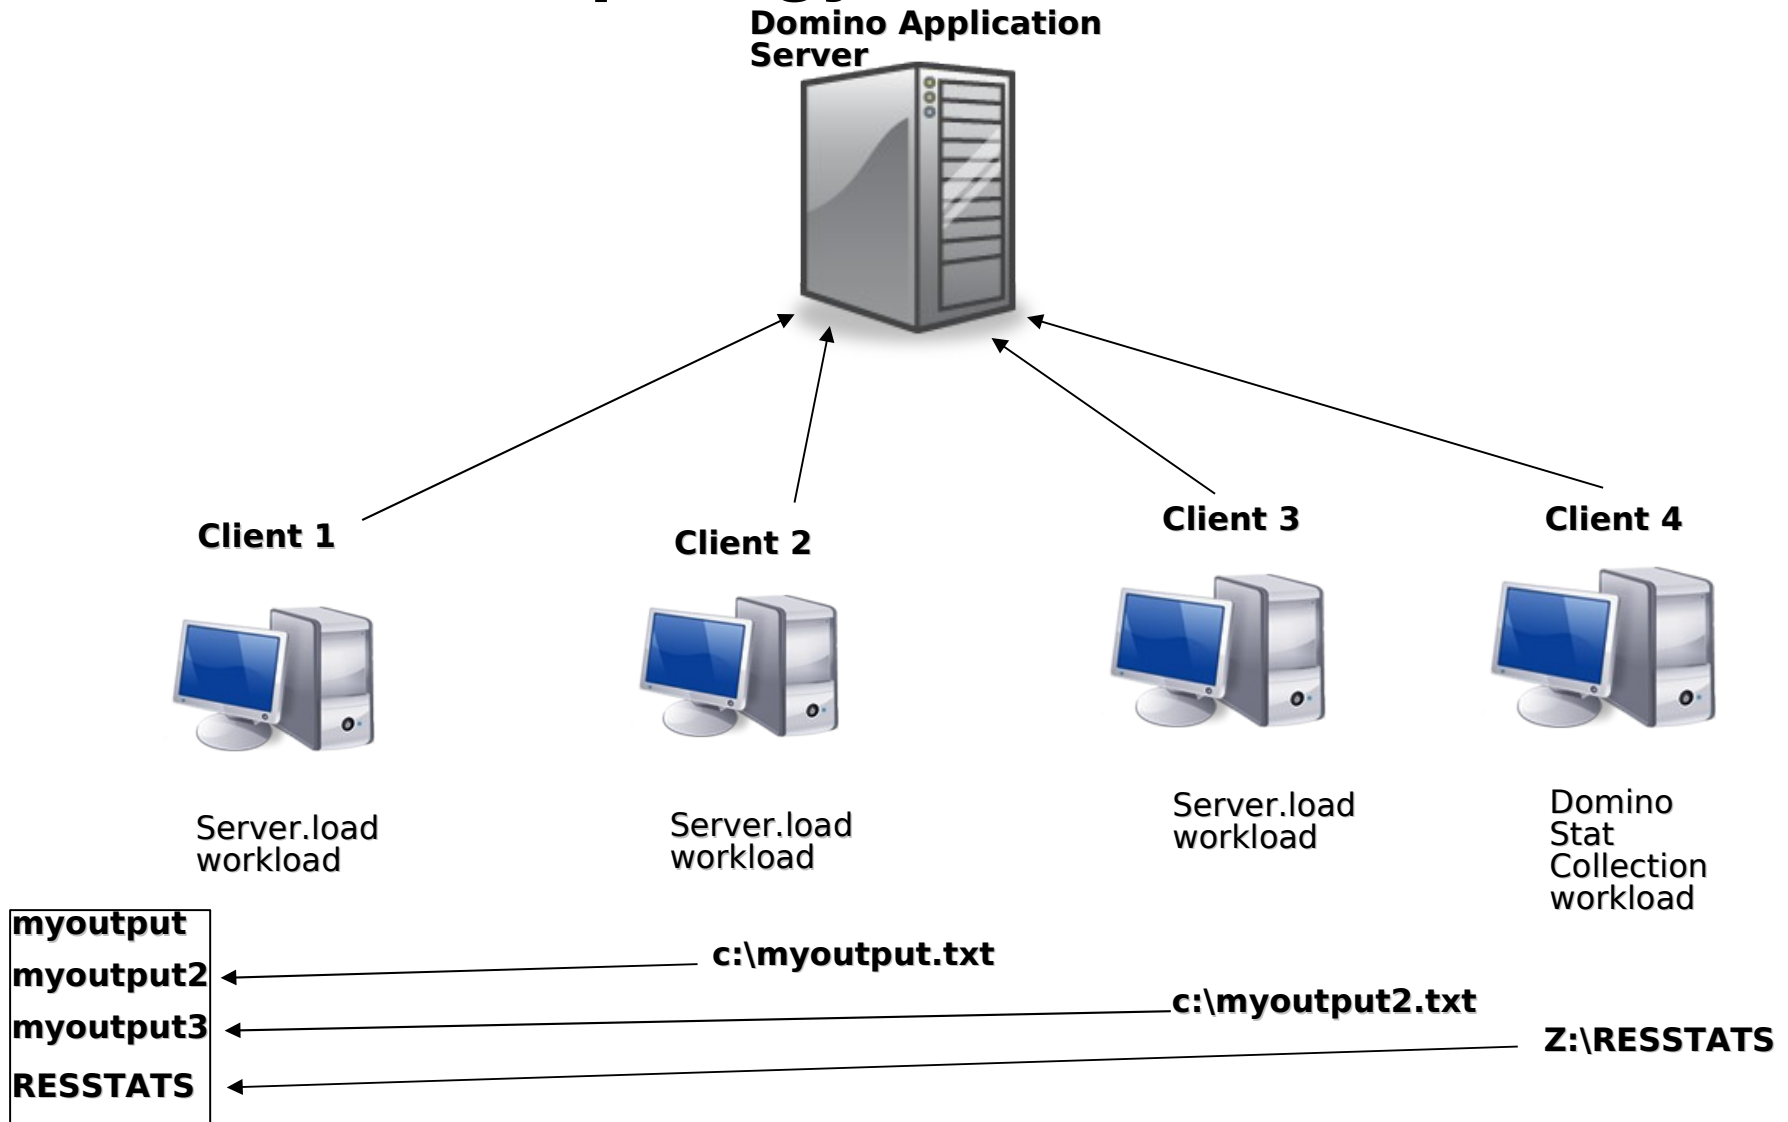 Domino Application
Server
Client 1
Client 2
Client 3
Client 4
Server.load
workload
Server.load
workload
Server.load
workload
Domino
Stat
Collection
workload
myoutput
myoutput2
myoutput3
RESSTATS
c:\myoutput.txt
c:\myoutput2.txt
Z:\RESSTATS